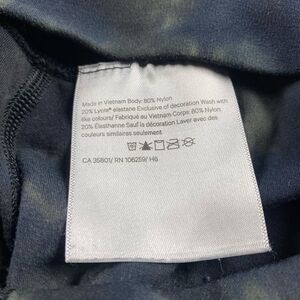 Made in Vietnam Body: 80% Nylon
20% Lycra® elastane Exclusive of decoration Wash with
like colours/ Fabriqué au Vietnam Corps: 80% Nylon,
20% Élasthanne Sauf la décoration Laver avec des
couleurs similaires seulement.
CA 35801/ RN 106259/ H6